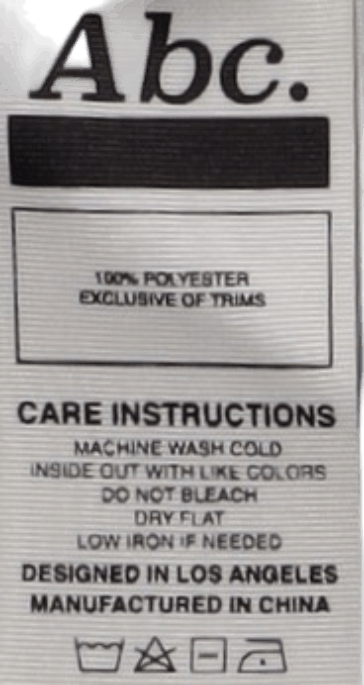 Abc.
100% POLYESTER
EXCLUSIVE OF TRIMS
CARE INSTRUCTIONS
MACHINE WASH COLD
INSIDE OUT WITH LIKE COLORS
DO NOT BLEACH
DRY FLAT
LOW IRON IF NEEDED
DESIGNED IN LOS ANGELES
MANUFACTURED IN CHINA